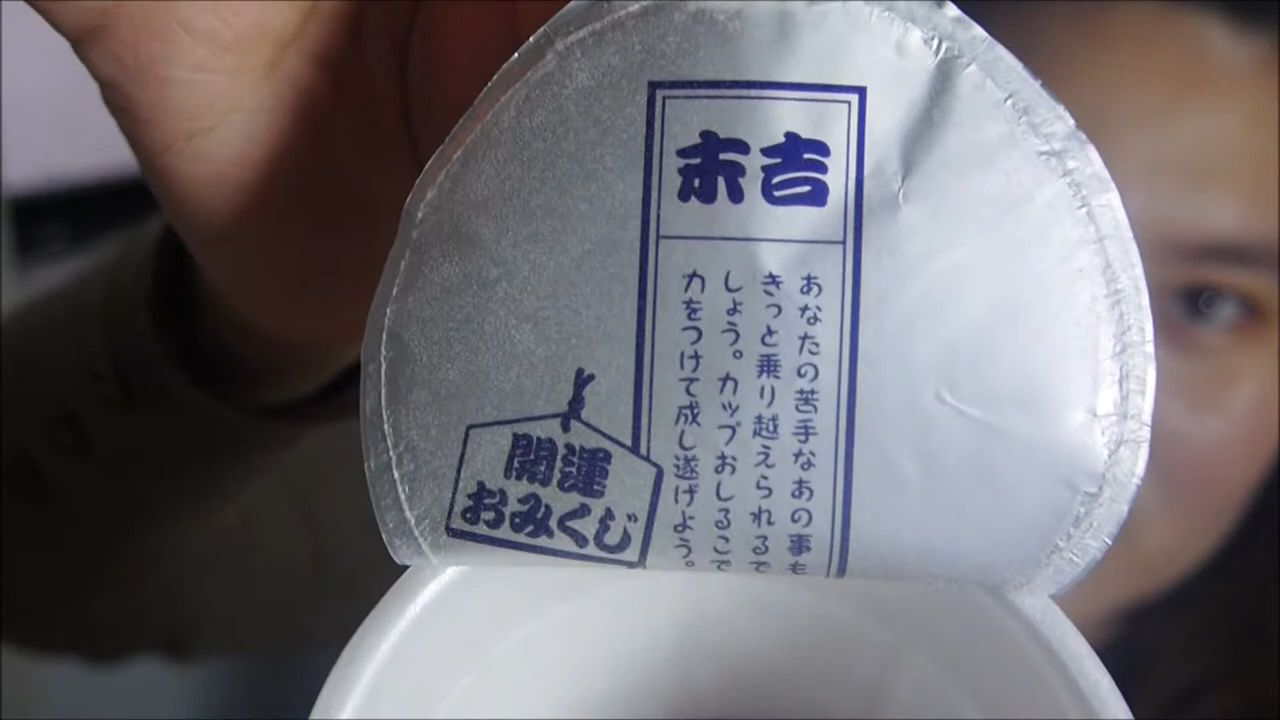 末吉
あなたの苦手なあの事も
きっと乗り越えられるで
しょう。カップおしるこで
力をつけて成し遂げよう。
開運
おみくじ